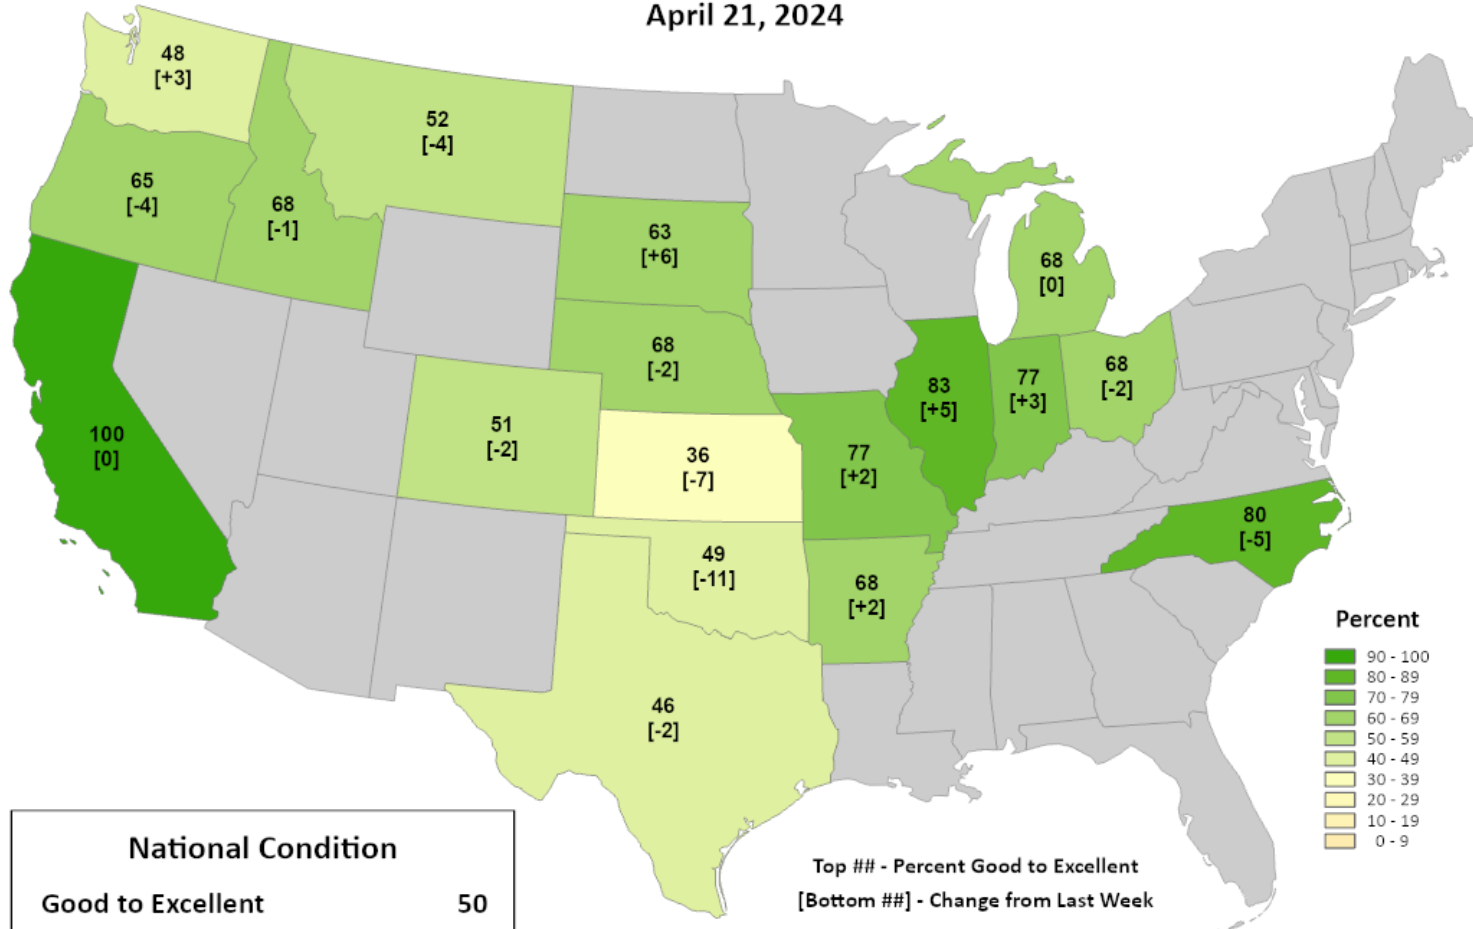 April 21, 2024
48
[+3]
52
[-4]
65
[-4]
68
[-1]
63
[+6]
68
[0]
68
[-2]
83
[+5]
77
[+3]
68
[-2]
100
[0]
51
[-2]
36
[-7]
77
[+2]
80
[-5]
49
[-11]
68
[+2]
46
[-2]
Percent
90 - 100
80 - 89
70 - 79
60 - 69
50 - 59
40 - 49
30 - 39
20 - 29
10 - 19
0 - 9
National Condition
Good to Excellent 50
Top ## - Percent Good to Excellent
[Bottom ##] - Change from Last Week